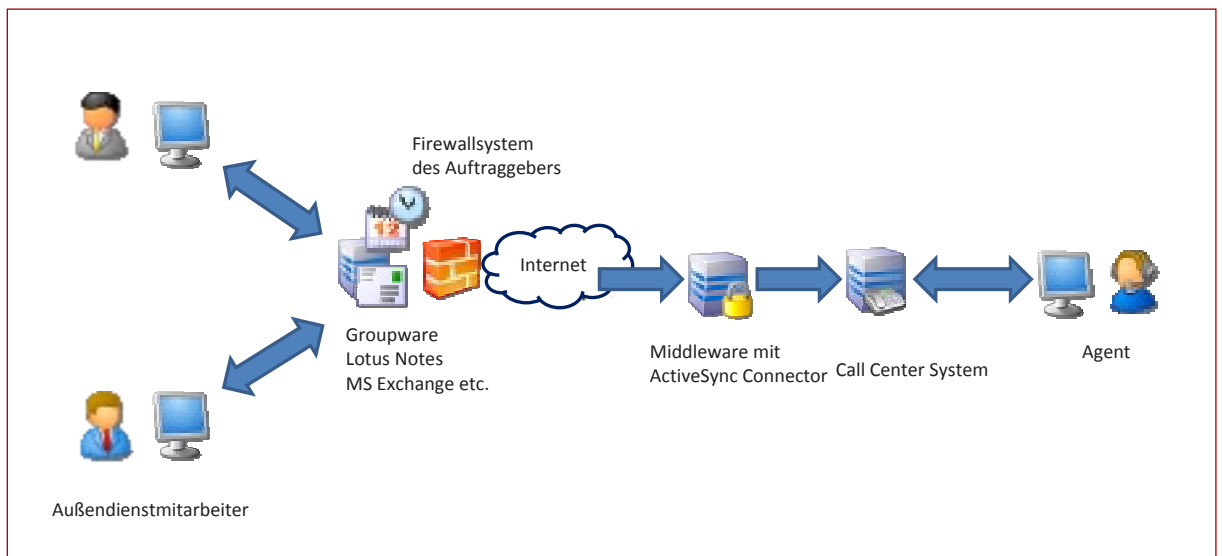 Firewallsystem
des Auftraggebers
12
Internet
Groupware
Lotus Notes
MS Exchange etc.
Middleware mit
ActiveSync Connector
Call Center System
Agent
Außendienstmitarbeiter